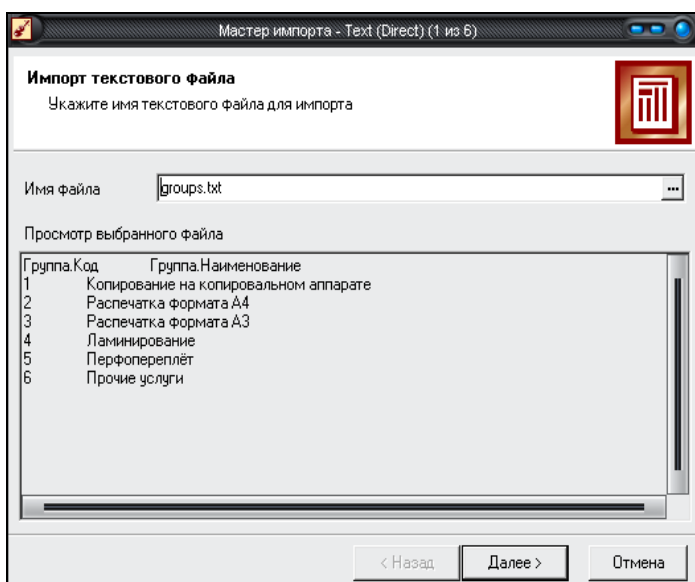 Мастер импорта - Text (Direct) (1 из 6)
Импорт текстового файла
Укажите имя текстового файла для импорта
Имя файла groups.txt ...
Просмотр выбранного файла
Группа.Код Группа.Наименование
1 Копирование на копировальном аппарате
2 Распечатка формата А4
3 Распечатка формата А3
4 Ламинирование
5 Перфопереплёт
6 Прочие услуги
< Назад Далее > Отмена